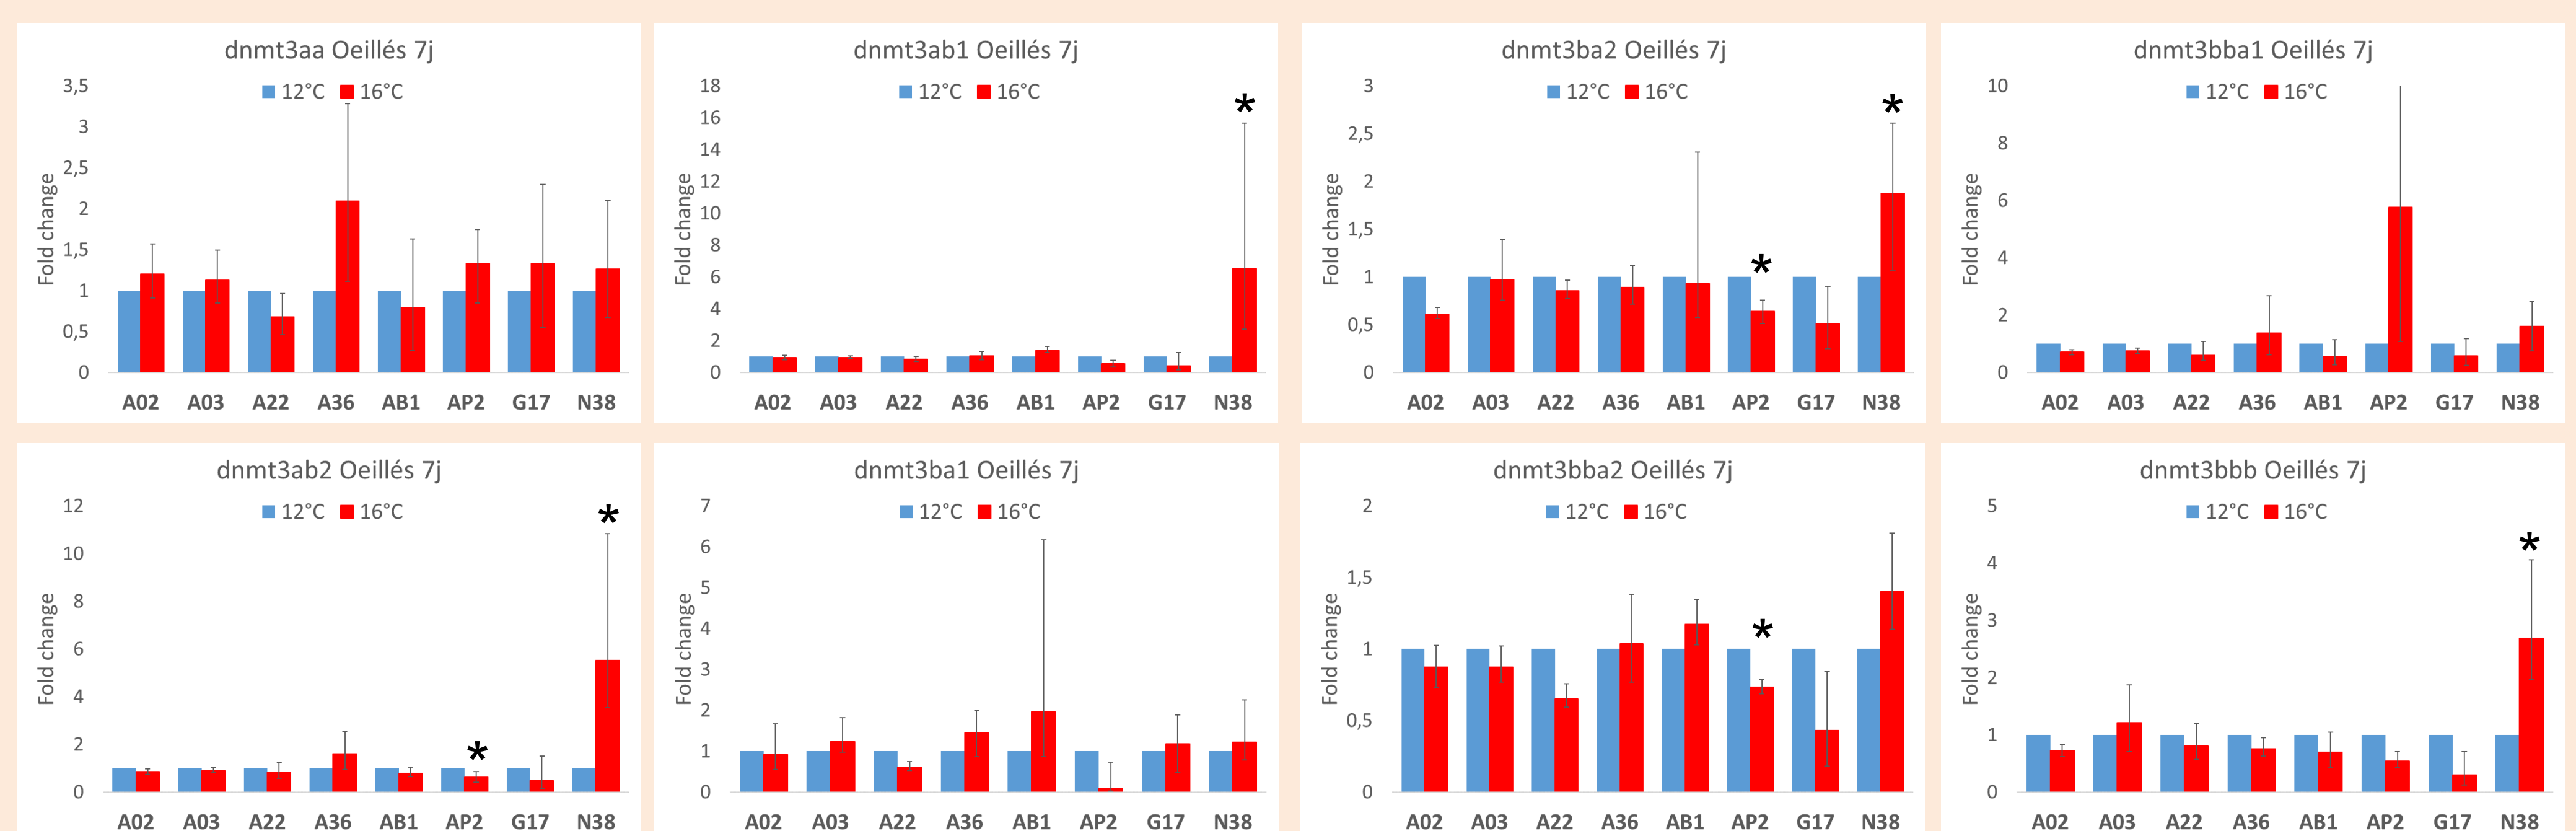 dnmt3aa Oeillés 7j
12°C 16°C
Fold change
3,5
3
2,5
2
1,5
1
0,5
0
A02 A03 A22 A36 AB1 AP2 G17 N38
dnmt3ab1 Oeillés 7j
12°C 16°C
Fold change
18
16
14
12
10
8
6
4
2
0
*
A02 A03 A22 A36 AB1 AP2 G17 N38
dnmt3ba2 Oeillés 7j
12°C 16°C
Fold change
3
2,5
2
1,5
1
0,5
0
* *
A02 A03 A22 A36 AB1 AP2 G17 N38
dnmt3bba1 Oeillés 7j
12°C 16°C
Fold change
10
8
6
4
2
0
A02 A03 A22 A36 AB1 AP2 G17 N38
dnmt3ab2 Oeillés 7j
12°C 16°C
Fold change
12
10
8
6
4
2
0
* *
A02 A03 A22 A36 AB1 AP2 G17 N38
dnmt3ba1 Oeillés 7j
12°C 16°C
Fold change
7
6
5
4
3
2
1
0
A02 A03 A22 A36 AB1 AP2 G17 N38
dnmt3bba2 Oeillés 7j
12°C 16°C
Fold change
2
1,5
1
0,5
0
*
A02 A03 A22 A36 AB1 AP2 G17 N38
dnmt3bbb Oeillés 7j
12°C 16°C
Fold change
5
4
3
2
1
0
*
A02 A03 A22 A36 AB1 AP2 G17 N38